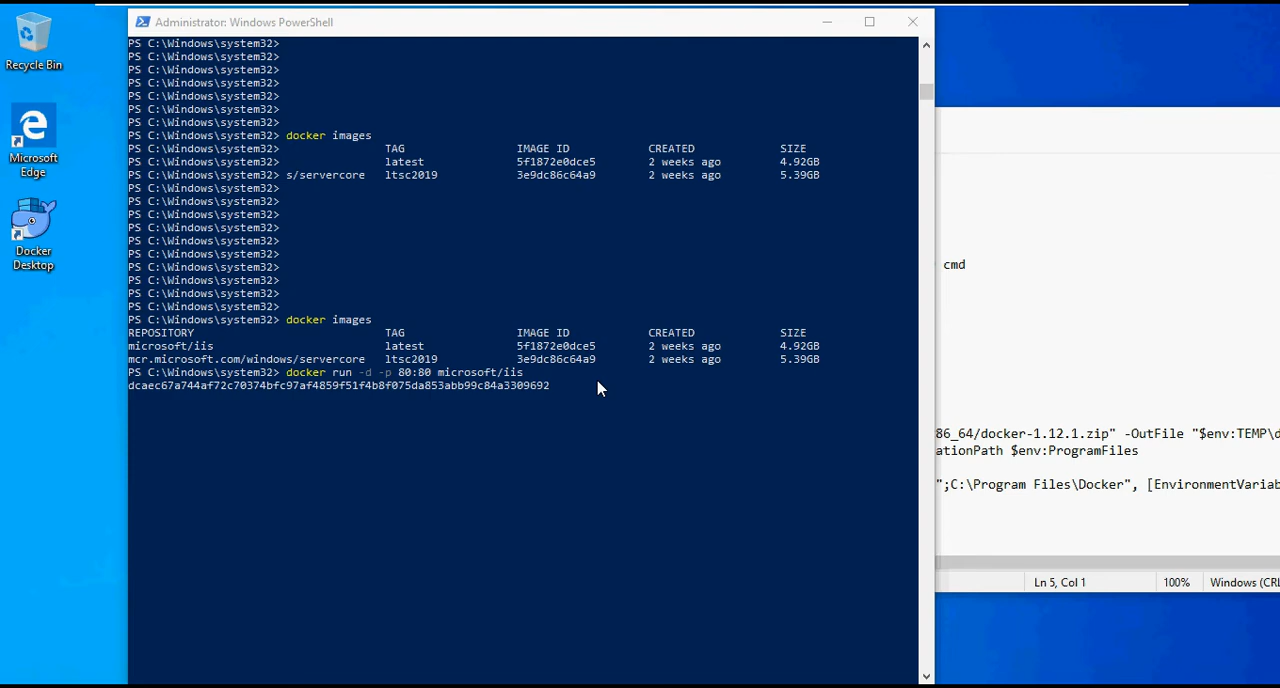 Recycle Bin
Microsoft
Edge
Docker
Desktop
Administrator: Windows PowerShell
PS C:\Windows\system32>
PS C:\Windows\system32>
PS C:\Windows\system32>
PS C:\Windows\system32>
PS C:\Windows\system32>
PS C:\Windows\system32>
PS C:\Windows\system32>
PS C:\Windows\system32> docker images
PS C:\Windows\system32> TAG IMAGE ID CREATED SIZE
PS C:\Windows\system32> latest 5f1872e0dce5 2 weeks ago 4.92GB
PS C:\Windows\system32> s/servercore ltsc2019 3e9dc86c64a9 2 weeks ago 5.39GB
PS C:\Windows\system32>
PS C:\Windows\system32>
PS C:\Windows\system32>
PS C:\Windows\system32>
PS C:\Windows\system32>
PS C:\Windows\system32>
PS C:\Windows\system32>
PS C:\Windows\system32>
PS C:\Windows\system32>
PS C:\Windows\system32>
PS C:\Windows\system32> docker images
REPOSITORY TAG IMAGE ID CREATED SIZE
microsoft/iis latest 5f1872e0dce5 2 weeks ago 4.92GB
mcr.microsoft.com/windows/servercore ltsc2019 3e9dc86c64a9 2 weeks ago 5.39GB
PS C:\Windows\system32> docker run -d -p 80:80 microsoft/iis
dcaec67a744af72c70374bfc97af4859f51f4b8f075da853abb99c84a3309692
cmd
86_64/docker-1.12.1.zip" -OutFile "$env:TEMP\d
ationPath $env:ProgramFiles
";C:\Program Files\Docker", [EnvironmentVariab
Ln 5, Col 1 100% Windows (CRL